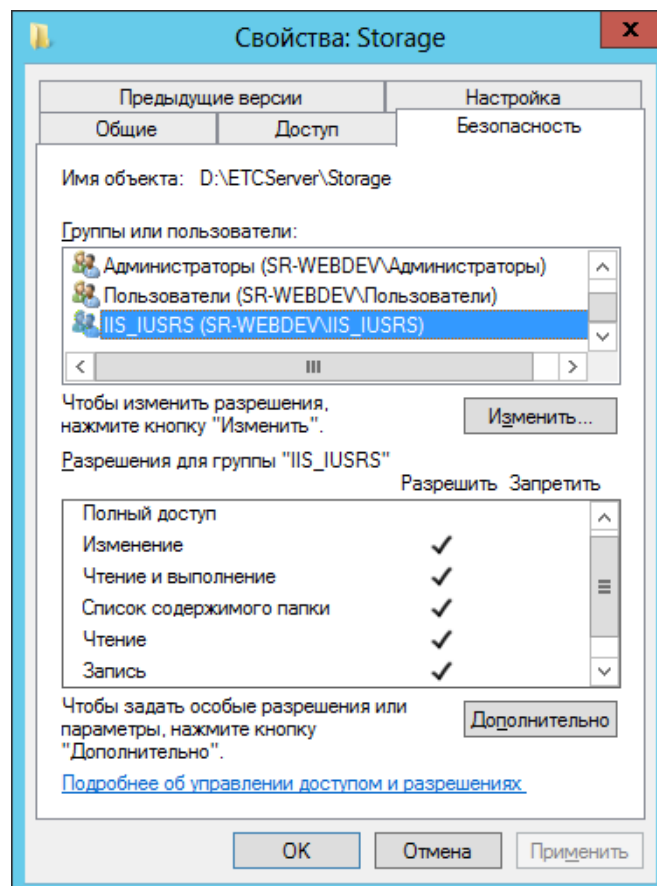 Свойства: Storage
x
Предыдущие версии
Настройка
Общие
Доступ
Безопасность
Имя объекта: D:\ETCServer\Storage
Группы или пользователи:
Администраторы (SR-WEBDEV\Администраторы)
Пользователи (SR-WEBDEV\Пользователи)
IIS_IUSRS (SR-WEBDEV\IIS_IUSRS)
Чтобы изменить разрешения,
нажмите кнопку "Изменить".
Изменить...
Разрешения для группы "IIS_IUSRS"
Разрешить Запретить
Полный доступ
Изменение
Чтение и выполнение
Список содержимого папки
Чтение
Запись
Чтобы задать особые разрешения или
параметры, нажмите кнопку
"Дополнительно".
Дополнительно
Подробнее об управлении доступом и разрешениях
OK
Отмена
Применить